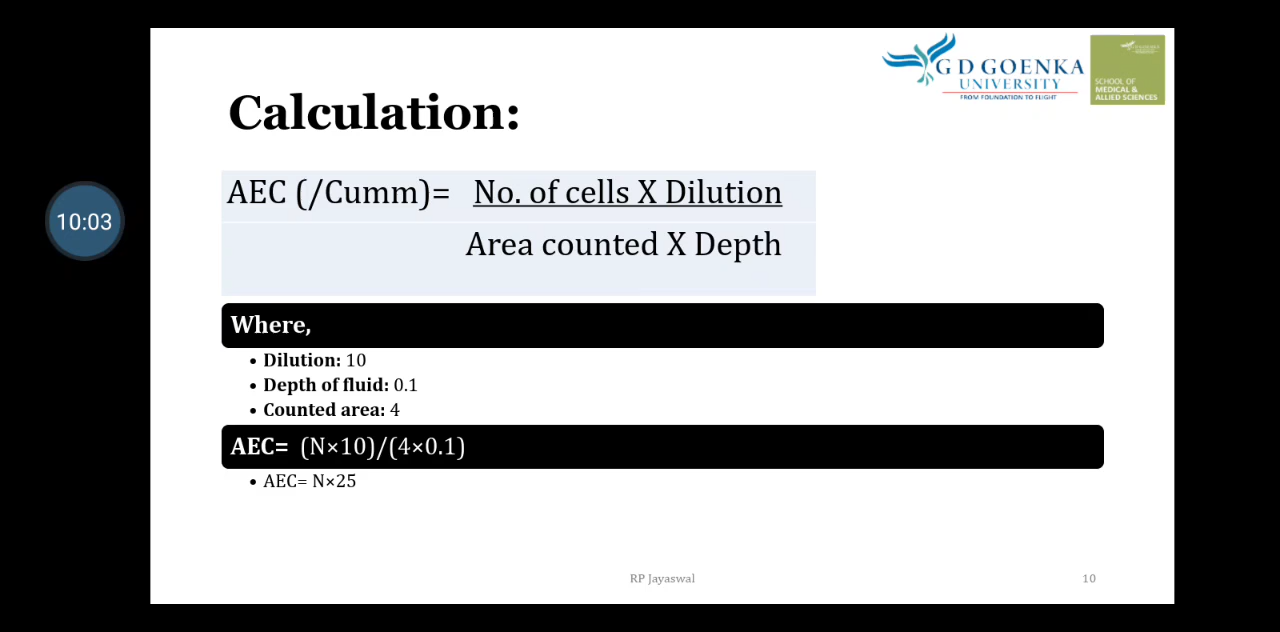 G D GOENKA
UNIVERSITY
FROM FOUNDATION TO FLIGHT
SCHOOL OF
MEDICAL &
ALLIED SCIENCES
Calculation:
10:03
AEC (/Cumm)= No. of cells X Dilution
Area counted X Depth
Where,
• Dilution: 10
• Depth of fluid: 0.1
• Counted area: 4
AEC= (N×10)/(4×0.1)
• AEC= N×25
RP Jayaswal
10